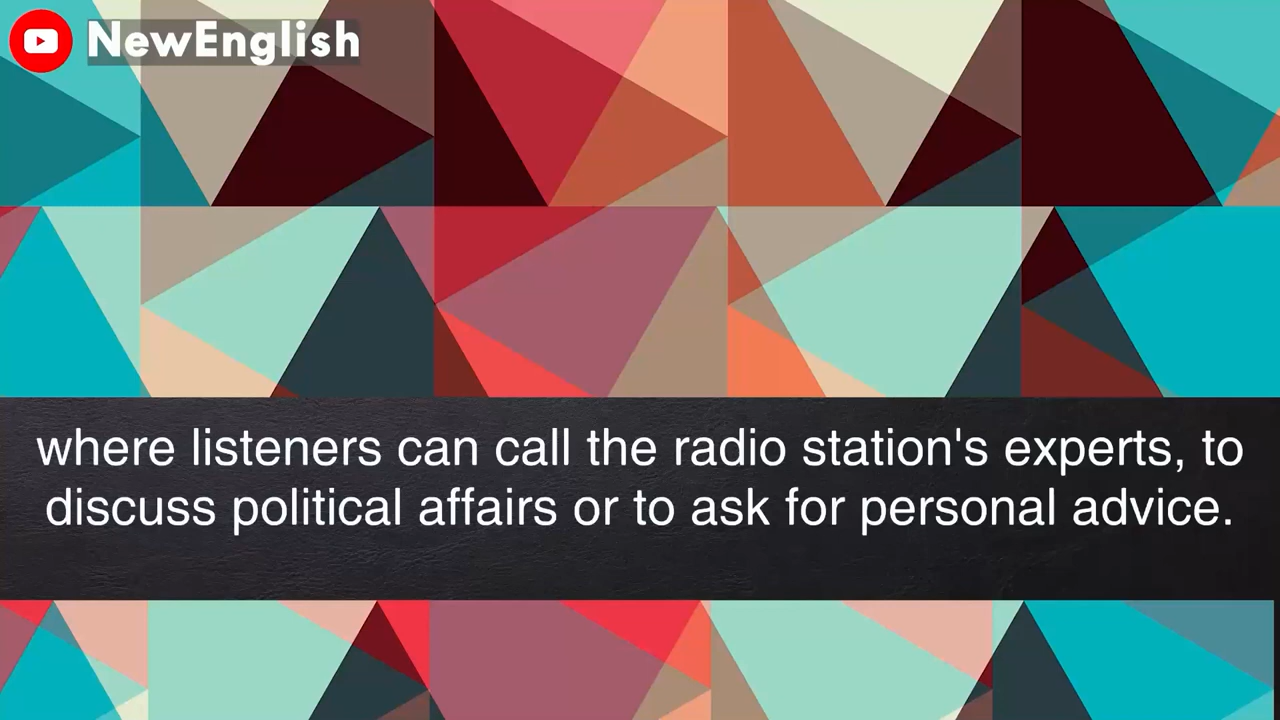 NewEnglish
where listeners can call the radio station's experts, to
discuss political affairs or to ask for personal advice.